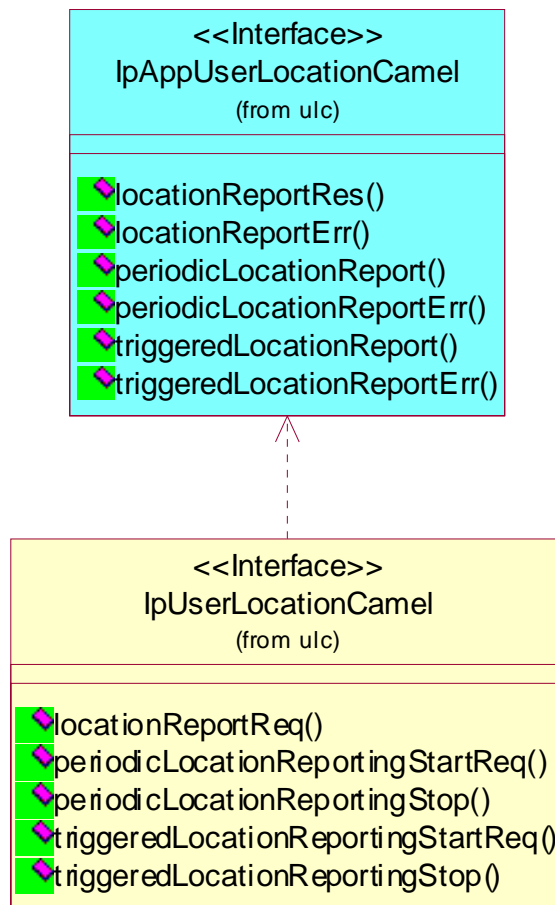 <<Interface>>
IpAppUserLocationCamel
(from ulc)
locationReportRes()
locationReportErr()
periodicLocationReport()
periodicLocationReportErr()
triggeredLocationReport()
triggeredLocationReportErr()
<<Interface>>
IpUserLocationCamel
(from ulc)
locationReportReq()
periodicLocationReportingStartReq()
periodicLocationReportingStop()
triggeredLocationReportingStartReq()
triggeredLocationReportingStop()